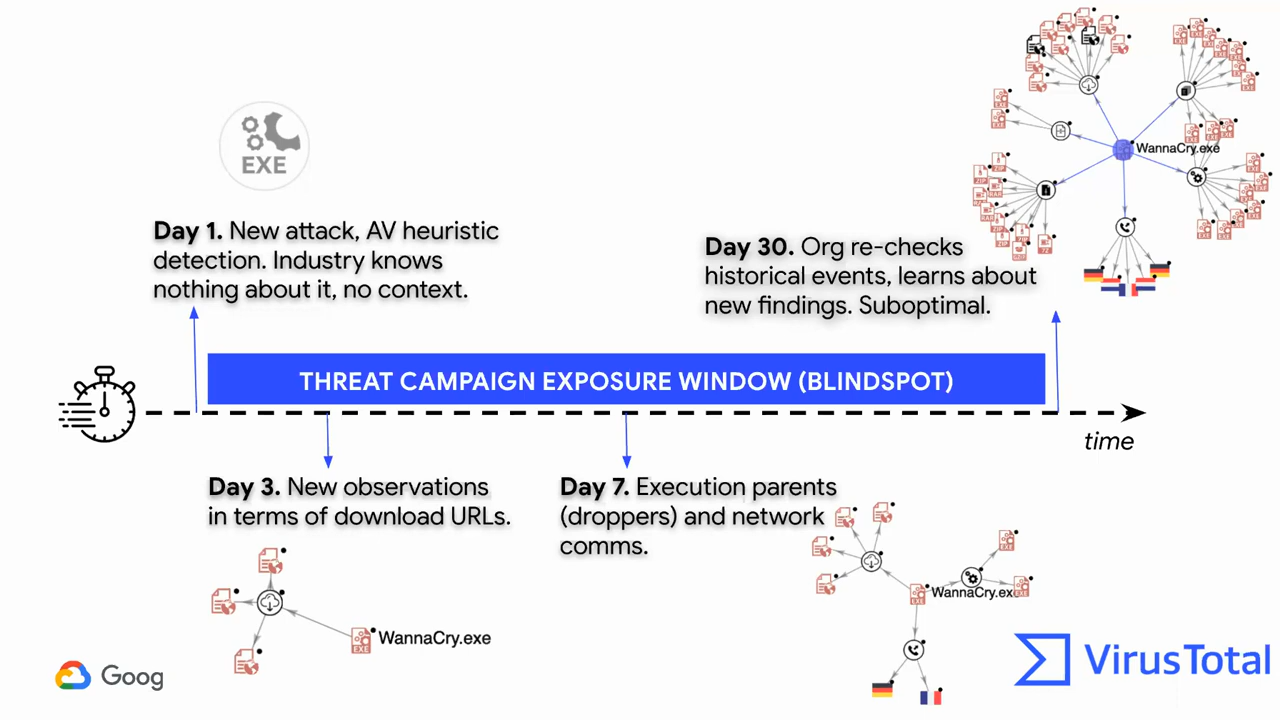 EXE
WannaCry.exe
Day 1. New attack, AV heuristic
detection. Industry knows
nothing about it, no context.
Day 30. Org re-checks
historical events, learns about
new findings. Suboptimal.
THREAT CAMPAIGN EXPOSURE WINDOW (BLINDSPOT)
time
Day 3. New observations
in terms of download URLs.
Day 7. Execution parents
(droppers) and network
comms.
WannaCry.exe
EXE
WannaCry.exe
Goog
VirusTotal